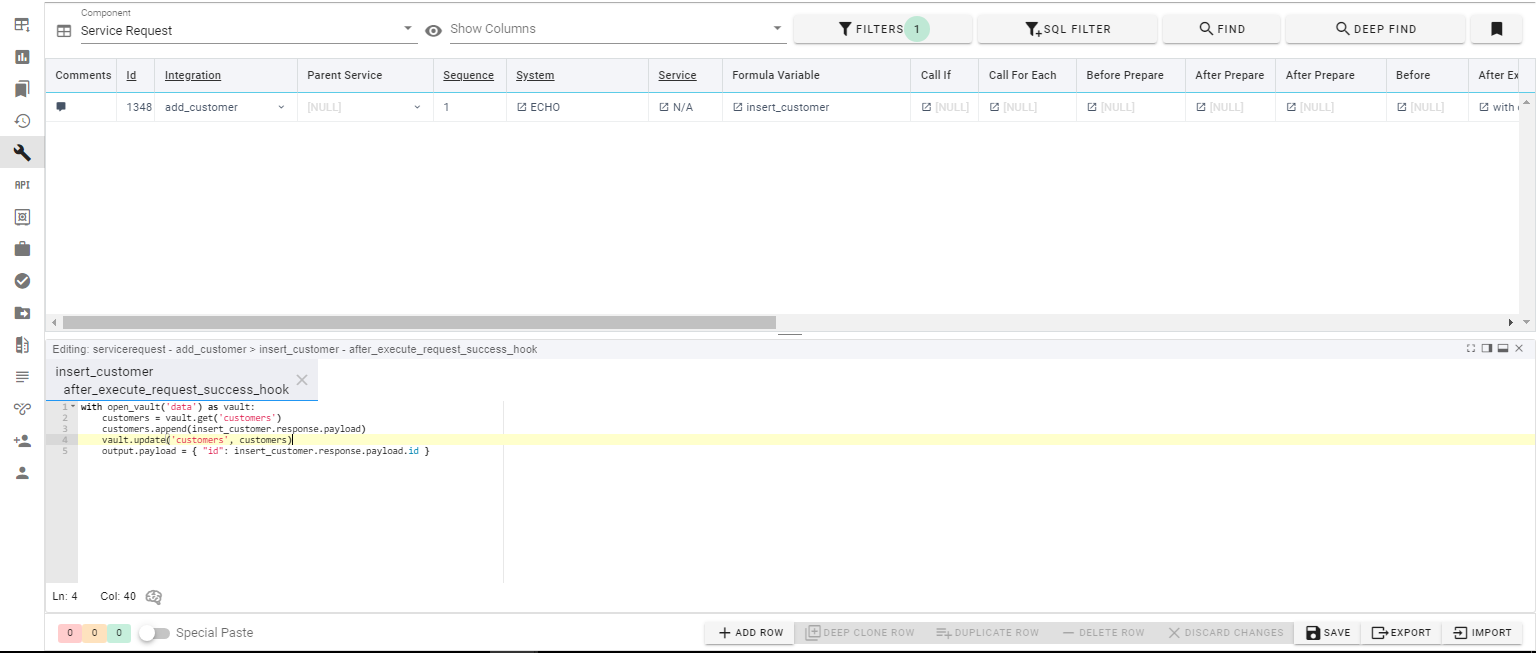 Component
Service Request
Show Columns
FILTERS 1
SQL FILTER
FIND
DEEP FIND
Comments Id Integration Parent Service Sequence System Service Formula Variable Call If Call For Each Before Prepare After Prepare After Prepare Before After Ex
1348 add_customer [NULL] 1 ECHO N/A insert_customer [NULL] [NULL] [NULL] [NULL] [NULL] [NULL] with
API
Editing: servicerequest - add_customer > insert_customer - after_execute_request_success_hook
insert_customer
after_execute_request_success_hook
1 with open_vault('data') as vault:
2 customers = vault.get('customers')
3 customers.append(insert_customer.response.payload)
4 vault.update('customers', customers)
5 output.payload = { "id": insert_customer.response.payload.id }
Ln: 4 Col: 40
0 0 0 Special Paste
ADD ROW DEEP CLONE ROW DUPLICATE ROW DELETE ROW DISCARD CHANGES SAVE EXPORT IMPORT